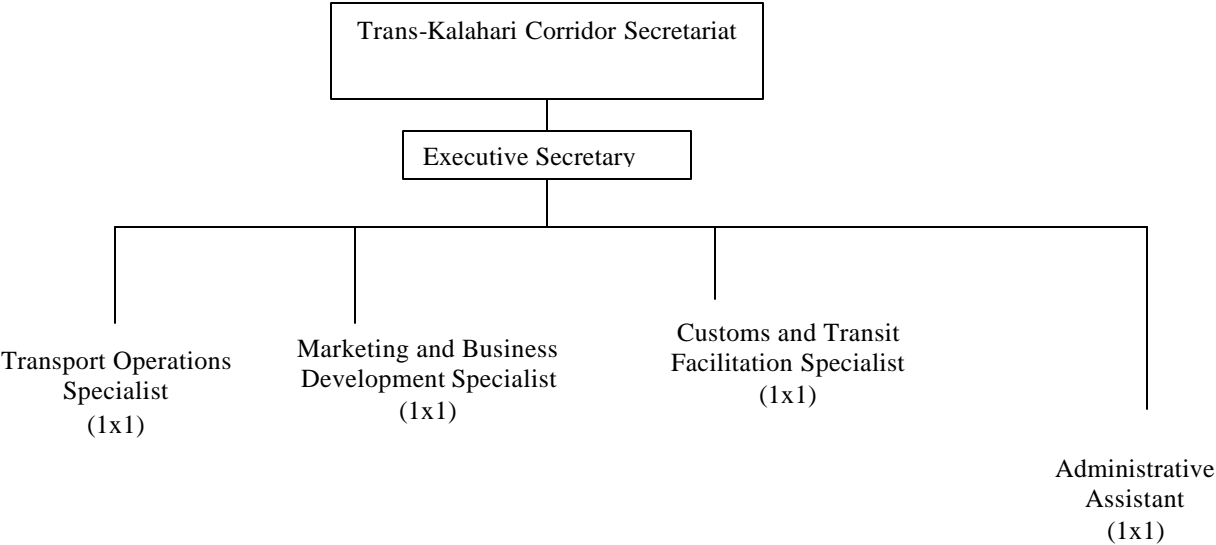 Trans-Kalahari Corridor Secretariat
Executive Secretary
Transport Operations
Specialist
(1x1)
Marketing and Business
Development Specialist
(1x1)
Customs and Transit
Facilitation Specialist
(1x1)
Administrative
Assistant
(1x1)